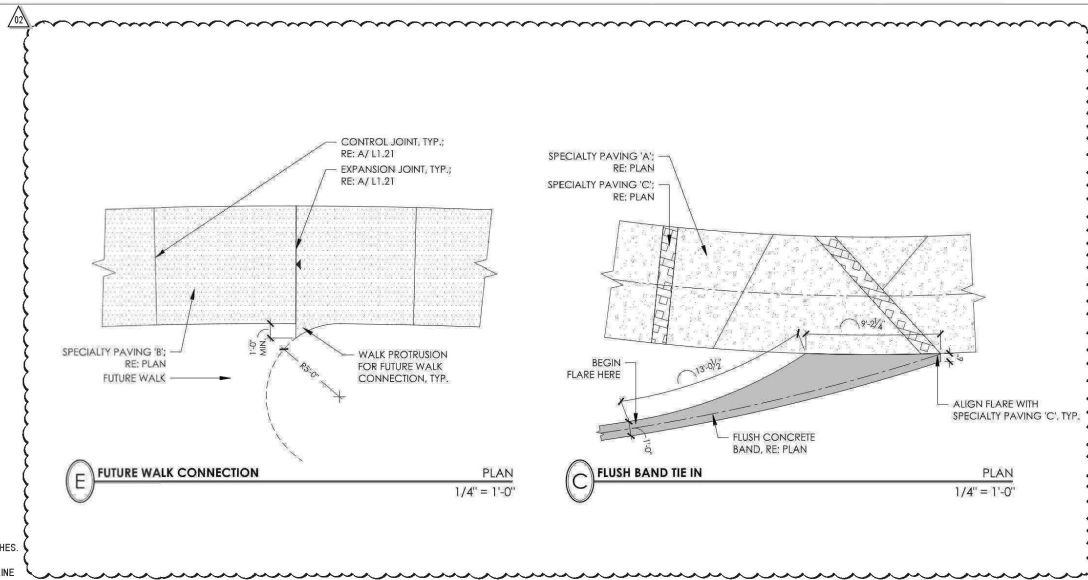 02
CONTROL JOINT, TYP.;
RE: A/ L1.21
EXPANSION JOINT, TYP.;
RE: A/ L1.21
SPECIALTY PAVING 'B';
RE: PLAN
FUTURE WALK
1'-0"
MIN.
R5'-0"
WALK PROTRUSION
FOR FUTURE WALK
CONNECTION, TYP.
E
FUTURE WALK CONNECTION
PLAN
1/4" = 1'-0"
SPECIALTY PAVING 'A';
RE: PLAN
SPECIALTY PAVING 'C';
RE: PLAN
9'-21/4"
13'-01/2"
6"
BEGIN
FLARE HERE
1'-0"
ALIGN FLARE WITH
SPECIALTY PAVING 'C', TYP.
FLUSH CONCRETE
BAND, RE: PLAN
C
FLUSH BAND TIE IN
PLAN
1/4" = 1'-0"
HES.
INE